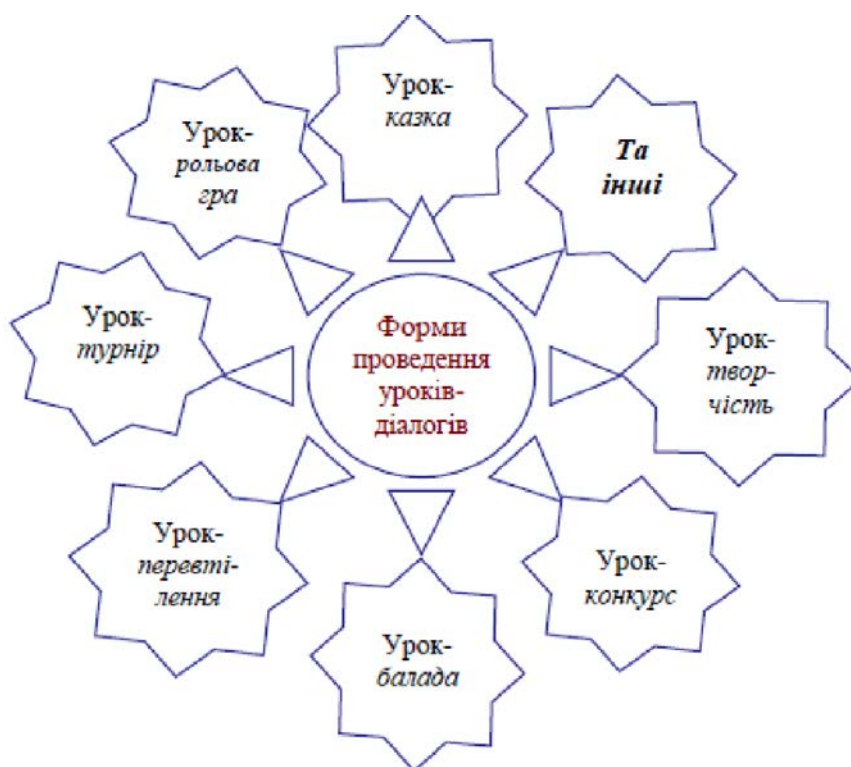 Форми
проведення
уроків-
діалогів
Урок-
казка
Та
інші
Урок-
твор-
чість
Урок-
конкурс
Урок-
балада
Урок-
перевті-
лення
Урок-
турнір
Урок-
рольова
гра